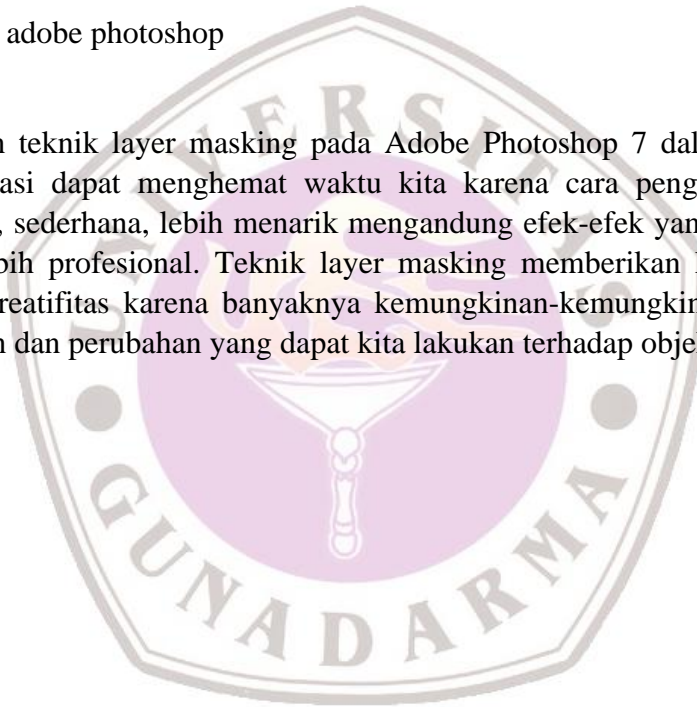 adobe photoshop
n teknik layer masking pada Adobe Photoshop 7 dal
asi dapat menghemat waktu kita karena cara peng
, sederhana, lebih menarik mengandung efek-efek yan
bih profesional. Teknik layer masking memberikan
reatifitas karena banyaknya kemungkinan-kemungkin
n dan perubahan yang dapat kita lakukan terhadap obje
UNIVERSITAS
GUNADARMA